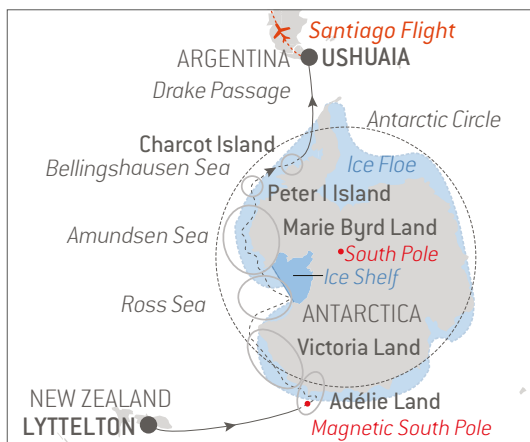 Santiago Flight
ARGENTINA USHUAIA
Drake Passage
Antarctic Circle
Charcot Island
Bellingshausen Sea
Ice Floe
Peter I Island
Marie Byrd Land
Amundsen Sea
South Pole
Ice Shelf
Ross Sea
ANTARCTICA
Victoria Land
NEW ZEALAND
Adélie Land
LYTTELTON
Magnetic South Pole